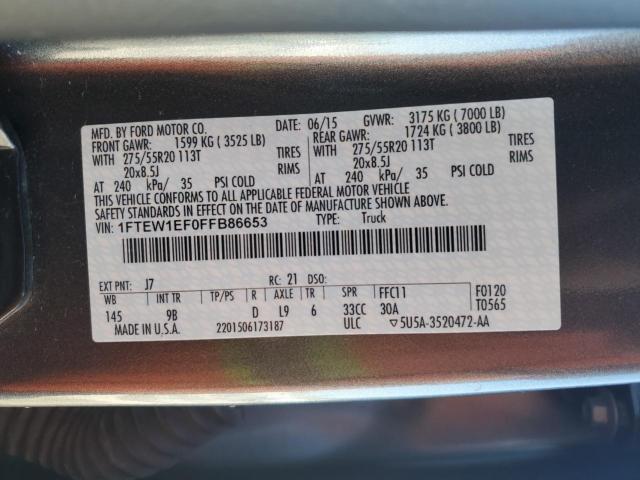 MFD. BY FORD MOTOR CO. DATE: 06/15 GVWR: 3175 KG ( 7000 LB)
FRONT GAWR: 1599 KG ( 3525 LB) REAR GAWR: 1724 KG ( 3800 LB)
WITH 275/55R20 113T TIRES WITH 275/55R20 113T TIRES
20x8.5J RIMS 20x8.5J RIMS
AT 240 kPa/ 35 PSI COLD AT 240 kPa/ 35 PSI COLD
THIS VEHICLE CONFORMS TO ALL APPLICABLE FEDERAL MOTOR VEHICLE
SAFETY STANDARDS IN EFFECT ON THE DATE OF MANUFACTURE SHOWN ABOVE.
VIN: 1FTEW1EF0FFB86653 TYPE: Truck
EXT PNT: J7 RC: 21 DSO:
WB INT TR TP/PS R AXLE TR SPR FFC11 F0120
145 9B D L9 6 33CC 30A T0565
MADE IN U.S.A. 2201506173187 ULC ▽5U5A-3520472-AA